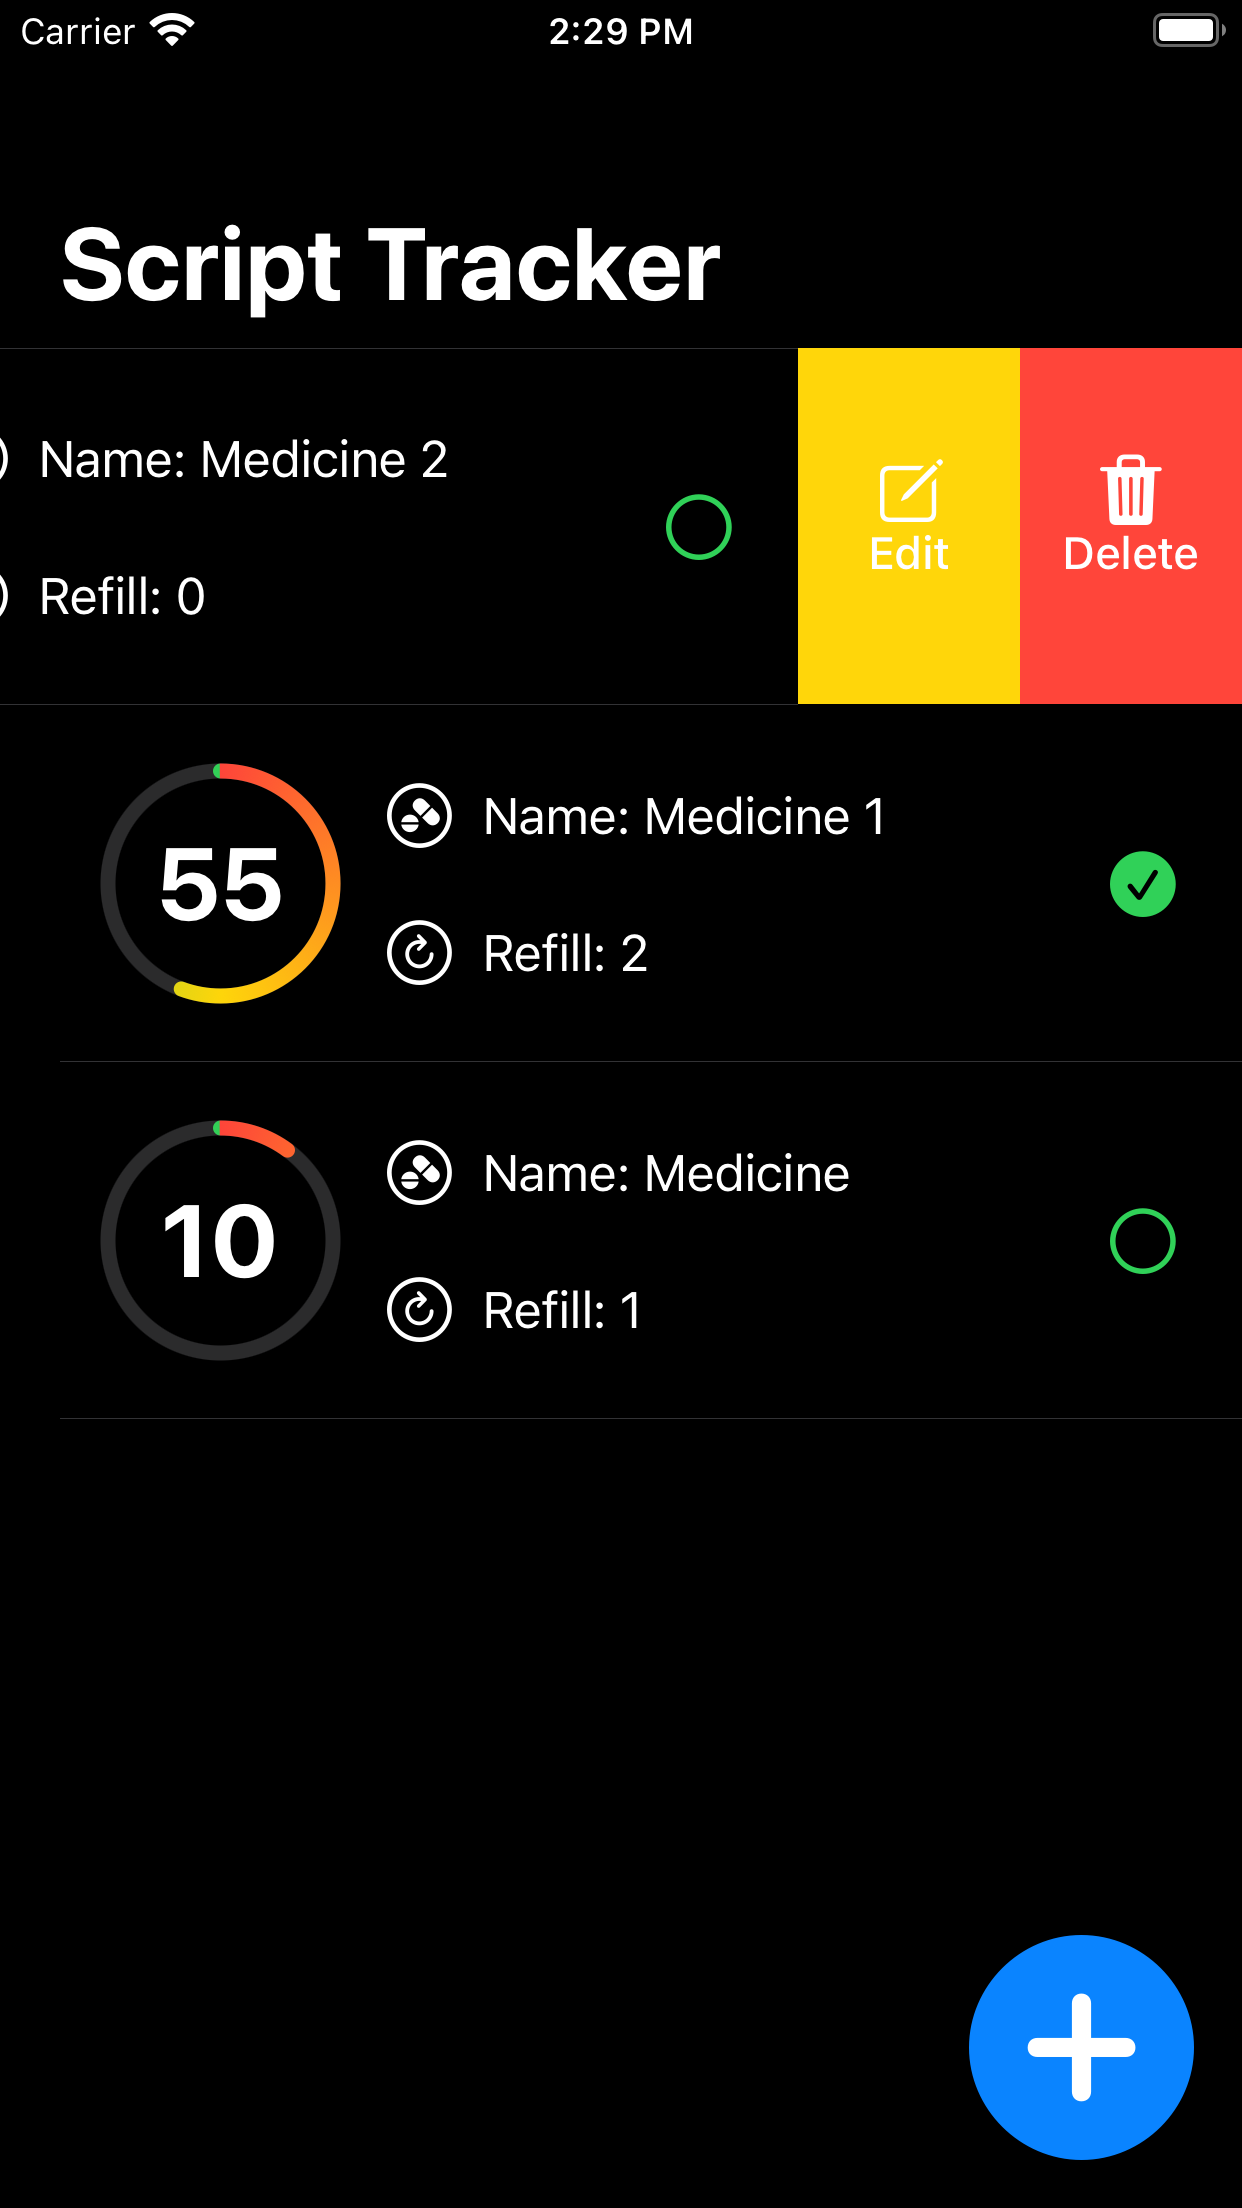 Carrier 2:29 PM
Script Tracker
Name: Medicine 2
Refill: 0
Edit
Delete
55
Name: Medicine 1
Refill: 2
10
Name: Medicine
Refill: 1